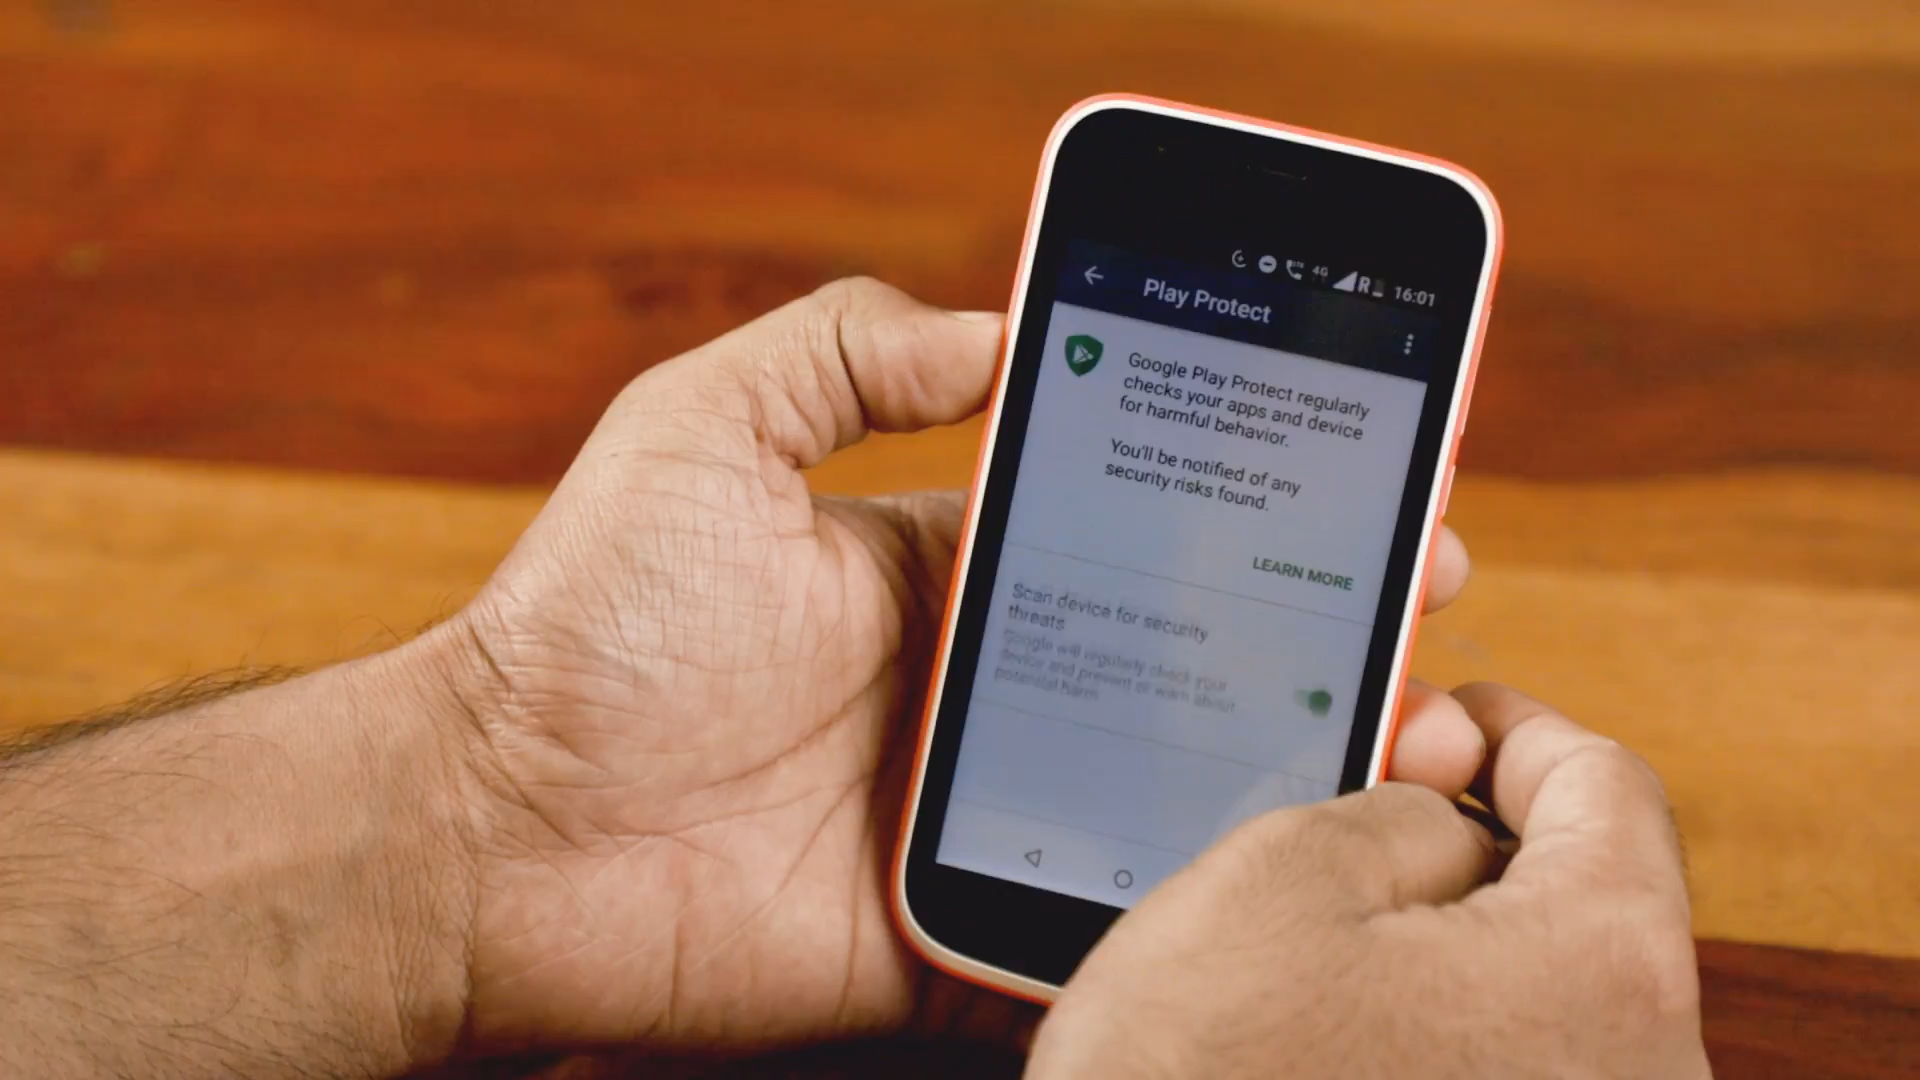 4G R 16:01
Play Protect
Google Play Protect regularly
checks your apps and device
for harmful behavior.
You'll be notified of any
security risks found.
LEARN MORE
Scan device for security
threats
Google will regularly check your
device and prevent or warn about
potential harm